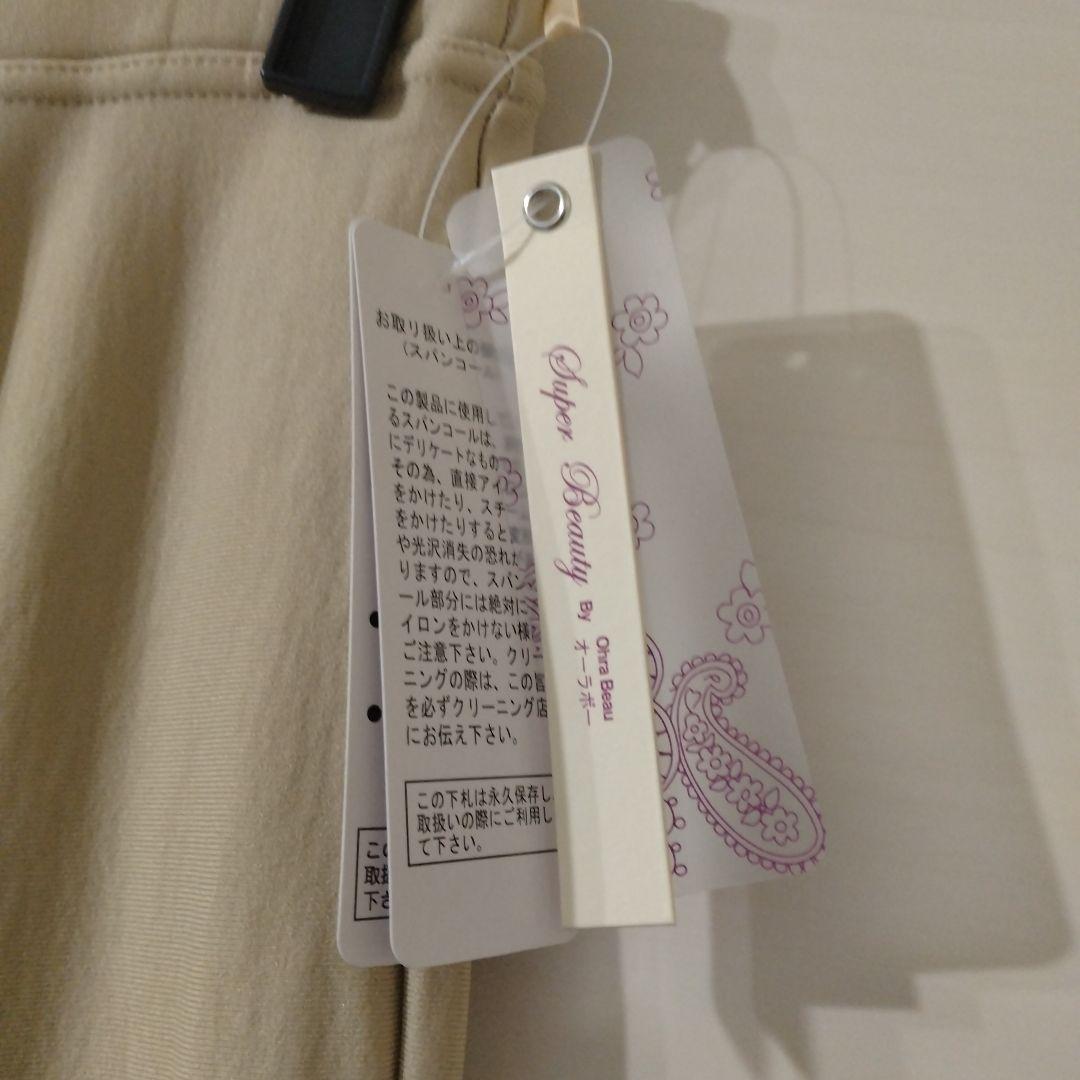 お取り扱い上の
(スパンコール
この製品に使用し
るスパンコールは、
にデリケートなもの
その為、直接アイ
をかけたり、スチ
をかけたりすると変
や光沢消失の恐れが
りますので、スパン
ール部分には絶対に
イロンをかけない様
ご注意下さい。クリー
ニングの際は、この旨
を必ずクリーニング店
にお伝え下さい。
この下札は永久保存し、
取扱いの際にご利用し
て下さい。
この
取扱
下さ
Super Beauty By Ohra Beau
オーラボー